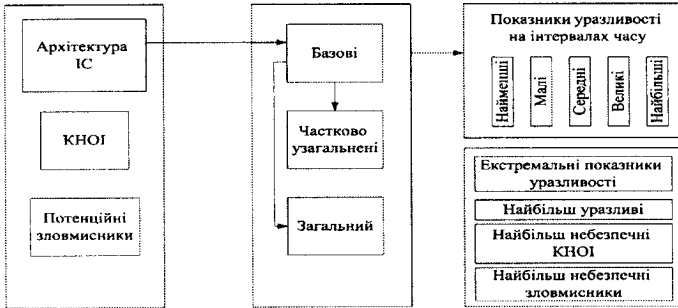 Архітектура
ІС
КНОІ
Потенційні
зловмисники
Базові
Частково
узагальнені
Загальний
Показники уразливості
на інтервалах часу
Найменші
Малі
Середні
Великі
Найбільші
Екстремальні показники
уразливості
Найбільш уразливі
Найбільш небезпечні
КНОІ
Найбільш небезпечні
зловмисники